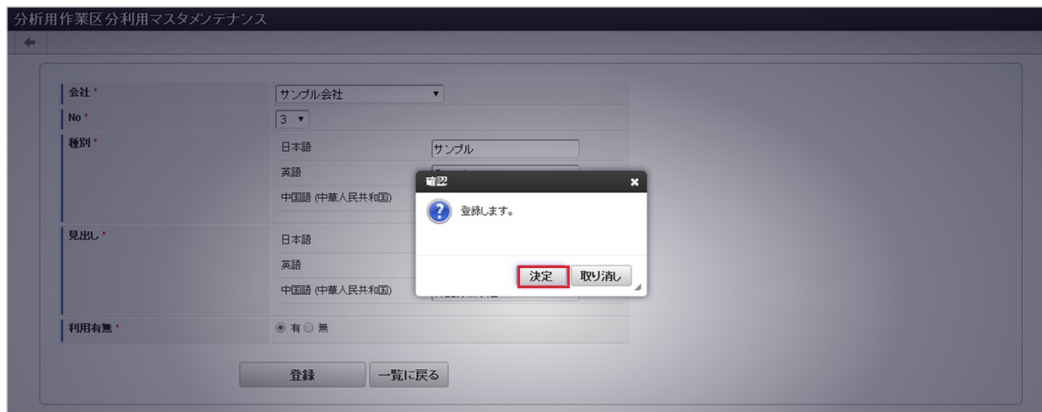 分析用作業区分利用マスタメンテナンス
会社 *
サンプル会社
No *
3
種別 *
日本語
サンプル
英語
中国語 (中華人民共和国)
確認
登録します。
決定
取り消し
見出し *
日本語
英語
中国語 (中華人民共和国)
利用有無 *
有 無
登録
一覧に戻る